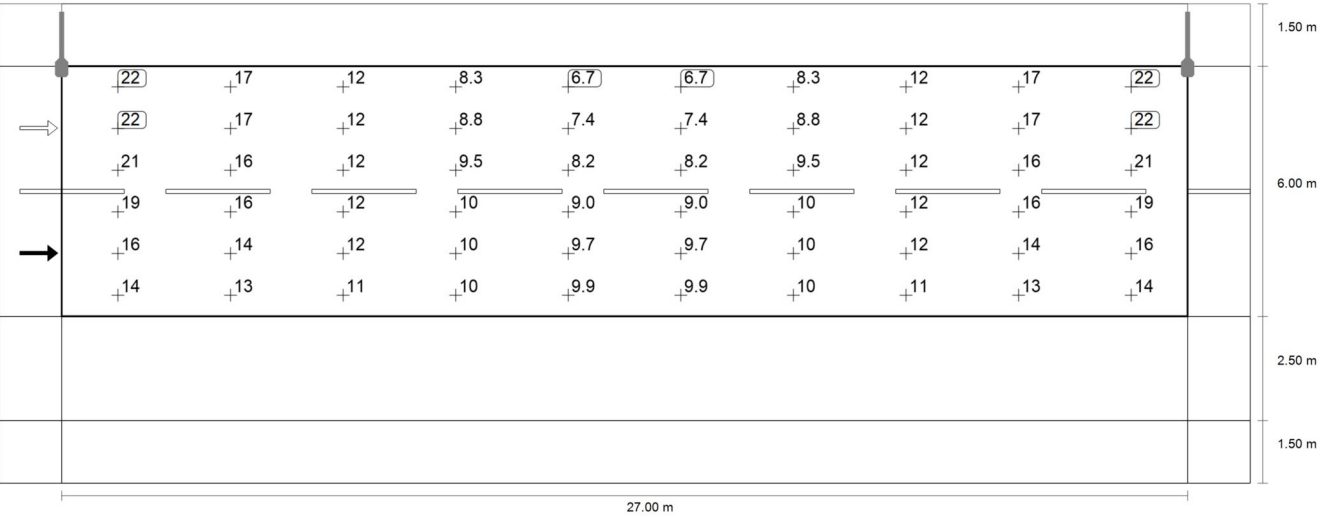 1.50 m
22 17 12 8.3 6.7 6.7 8.3 12 17 22
22 17 12 8.8 7.4 7.4 8.8 12 17 22
21 16 12 9.5 8.2 8.2 9.5 12 16 21
6.00 m
19 16 12 10 9.0 9.0 10 12 16 19
16 14 12 10 9.7 9.7 10 12 14 16
14 13 11 10 9.9 9.9 10 11 13 14
2.50 m
1.50 m
27.00 m